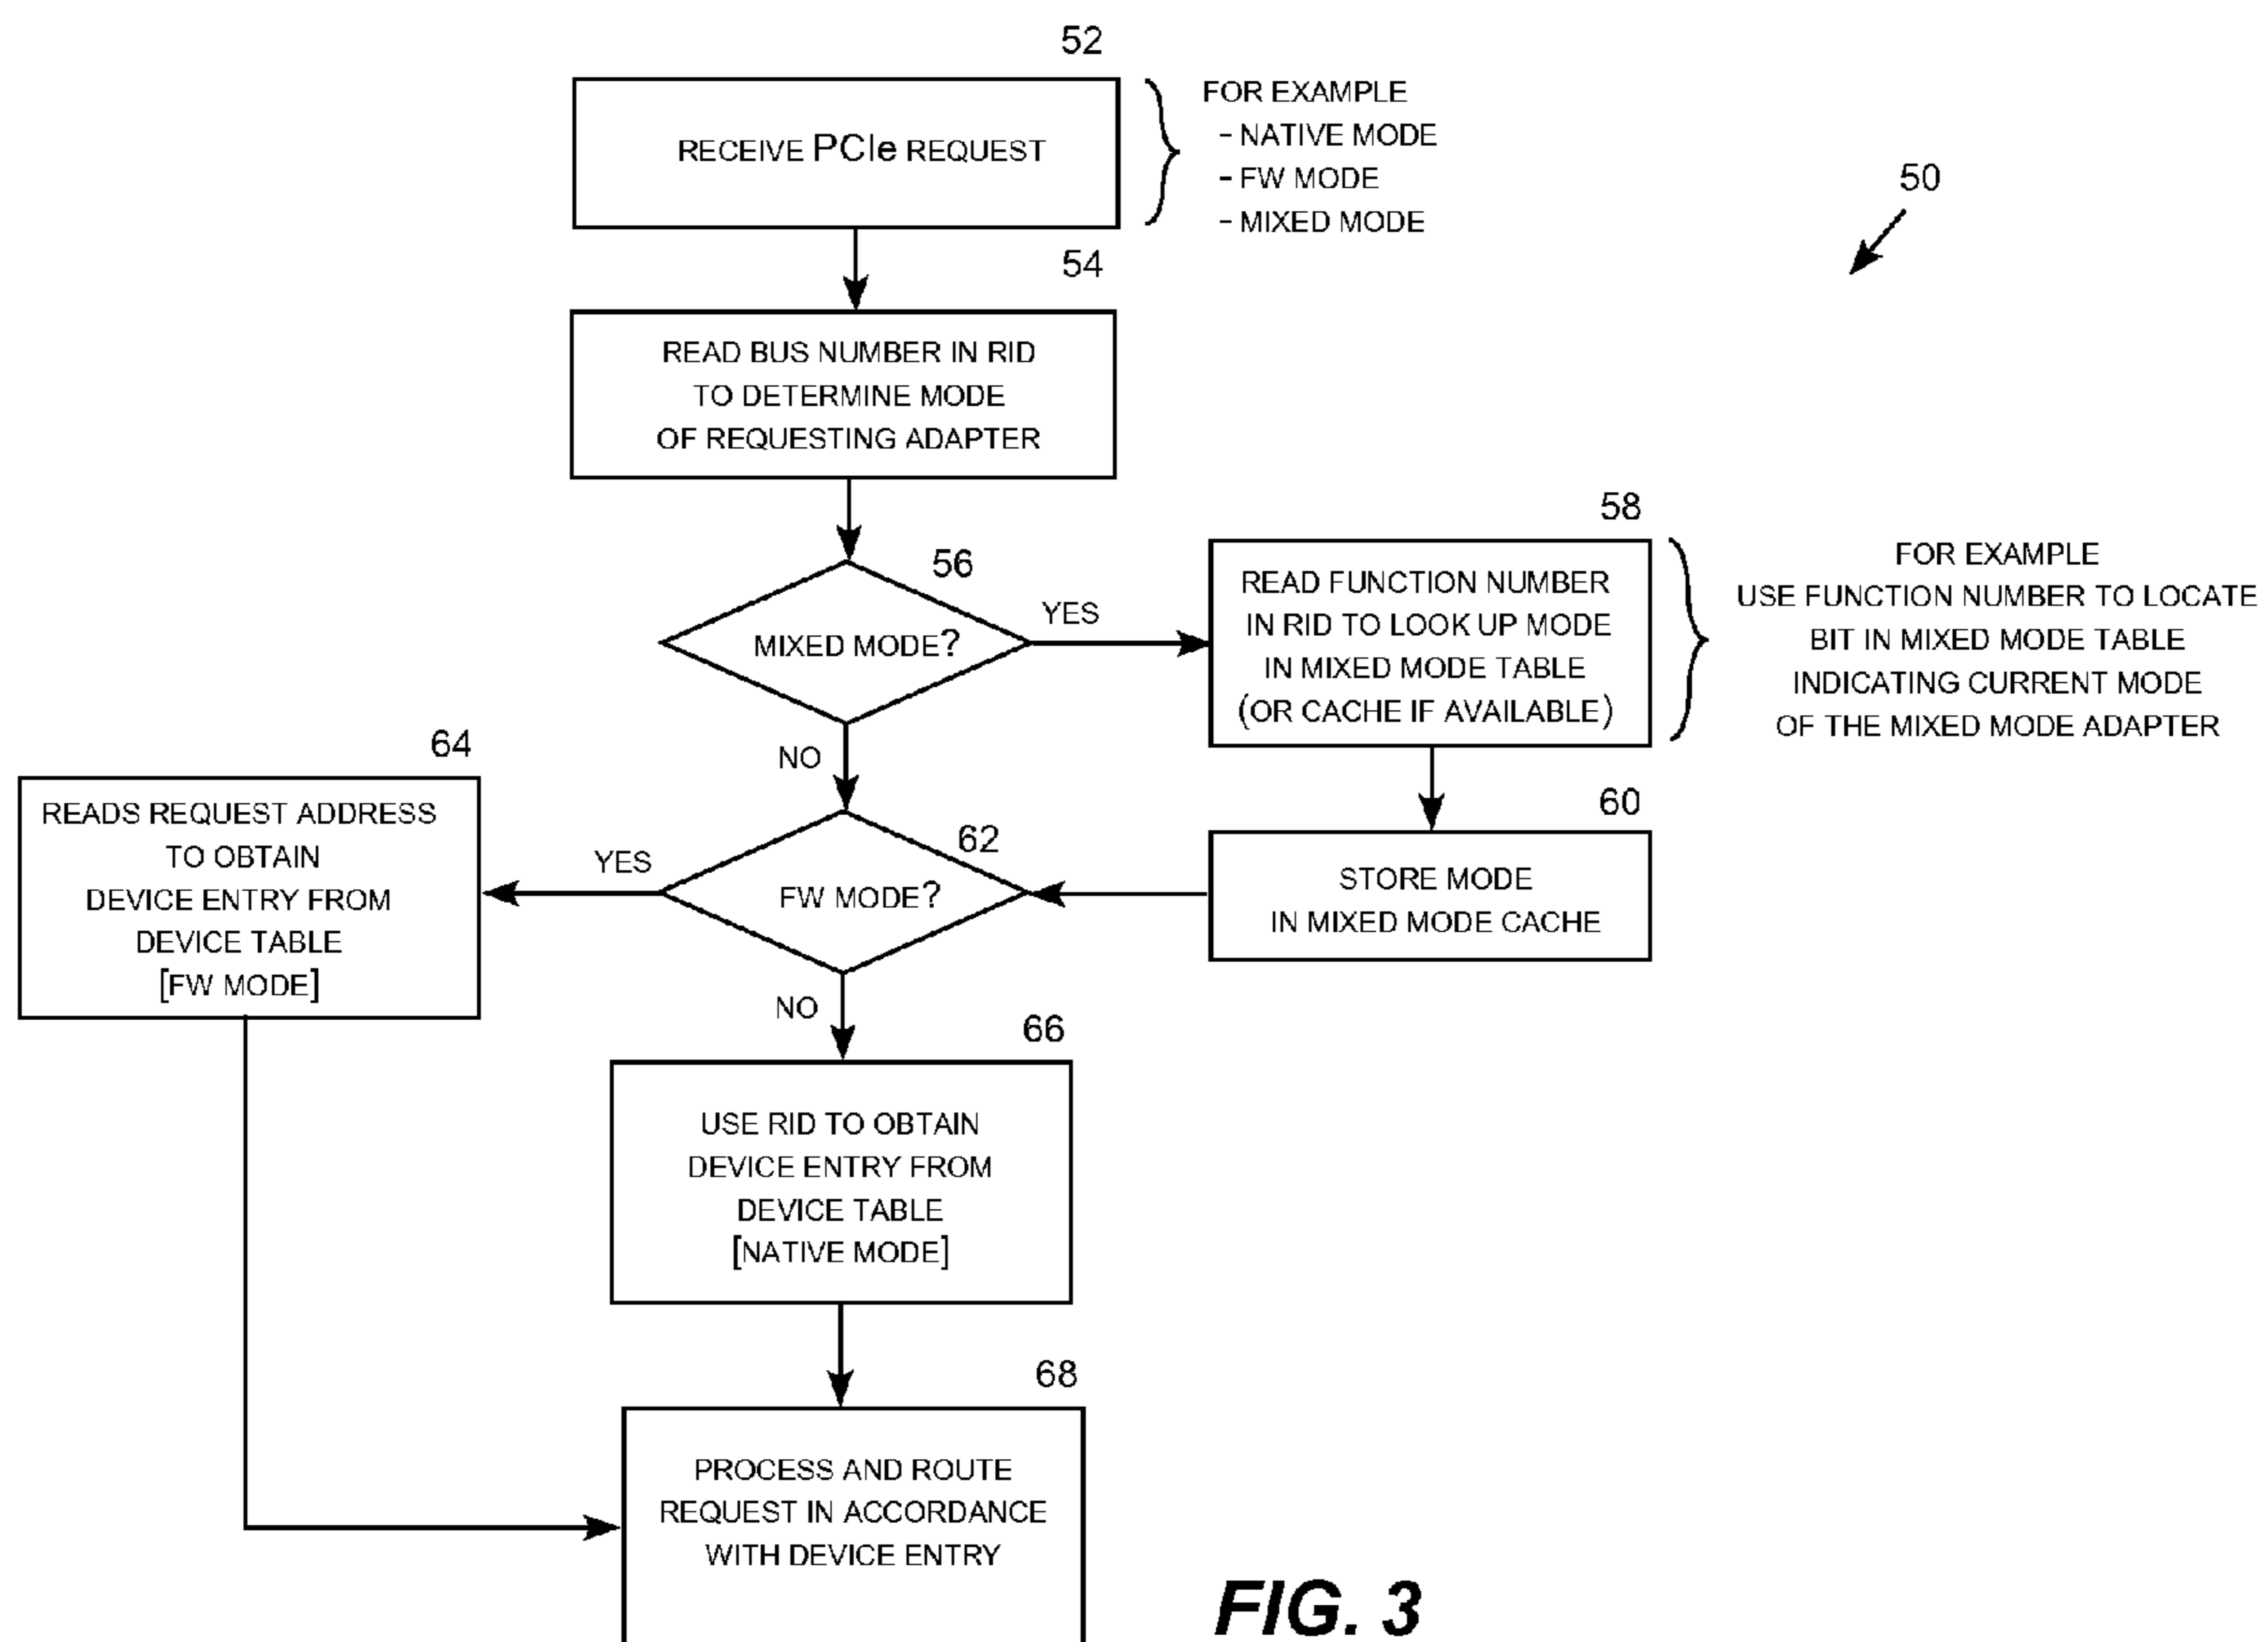 52
RECEIVE PCIe REQUEST
FOR EXAMPLE
- NATIVE MODE
- FW MODE
- MIXED MODE
50
54
READ BUS NUMBER IN RID
TO DETERMINE MODE
OF REQUESTING ADAPTER
56
MIXED MODE?
YES
NO
58
READ FUNCTION NUMBER
IN RID TO LOOK UP MODE
IN MIXED MODE TABLE
(OR CACHE IF AVAILABLE)
FOR EXAMPLE
USE FUNCTION NUMBER TO LOCATE
BIT IN MIXED MODE TABLE
INDICATING CURRENT MODE
OF THE MIXED MODE ADAPTER
60
STORE MODE
IN MIXED MODE CACHE
62
FW MODE?
YES
NO
64
READS REQUEST ADDRESS
TO OBTAIN
DEVICE ENTRY FROM
DEVICE TABLE
[FW MODE]
66
USE RID TO OBTAIN
DEVICE ENTRY FROM
DEVICE TABLE
[NATIVE MODE]
68
PROCESS AND ROUTE
REQUEST IN ACCORDANCE
WITH DEVICE ENTRY
FIG. 3